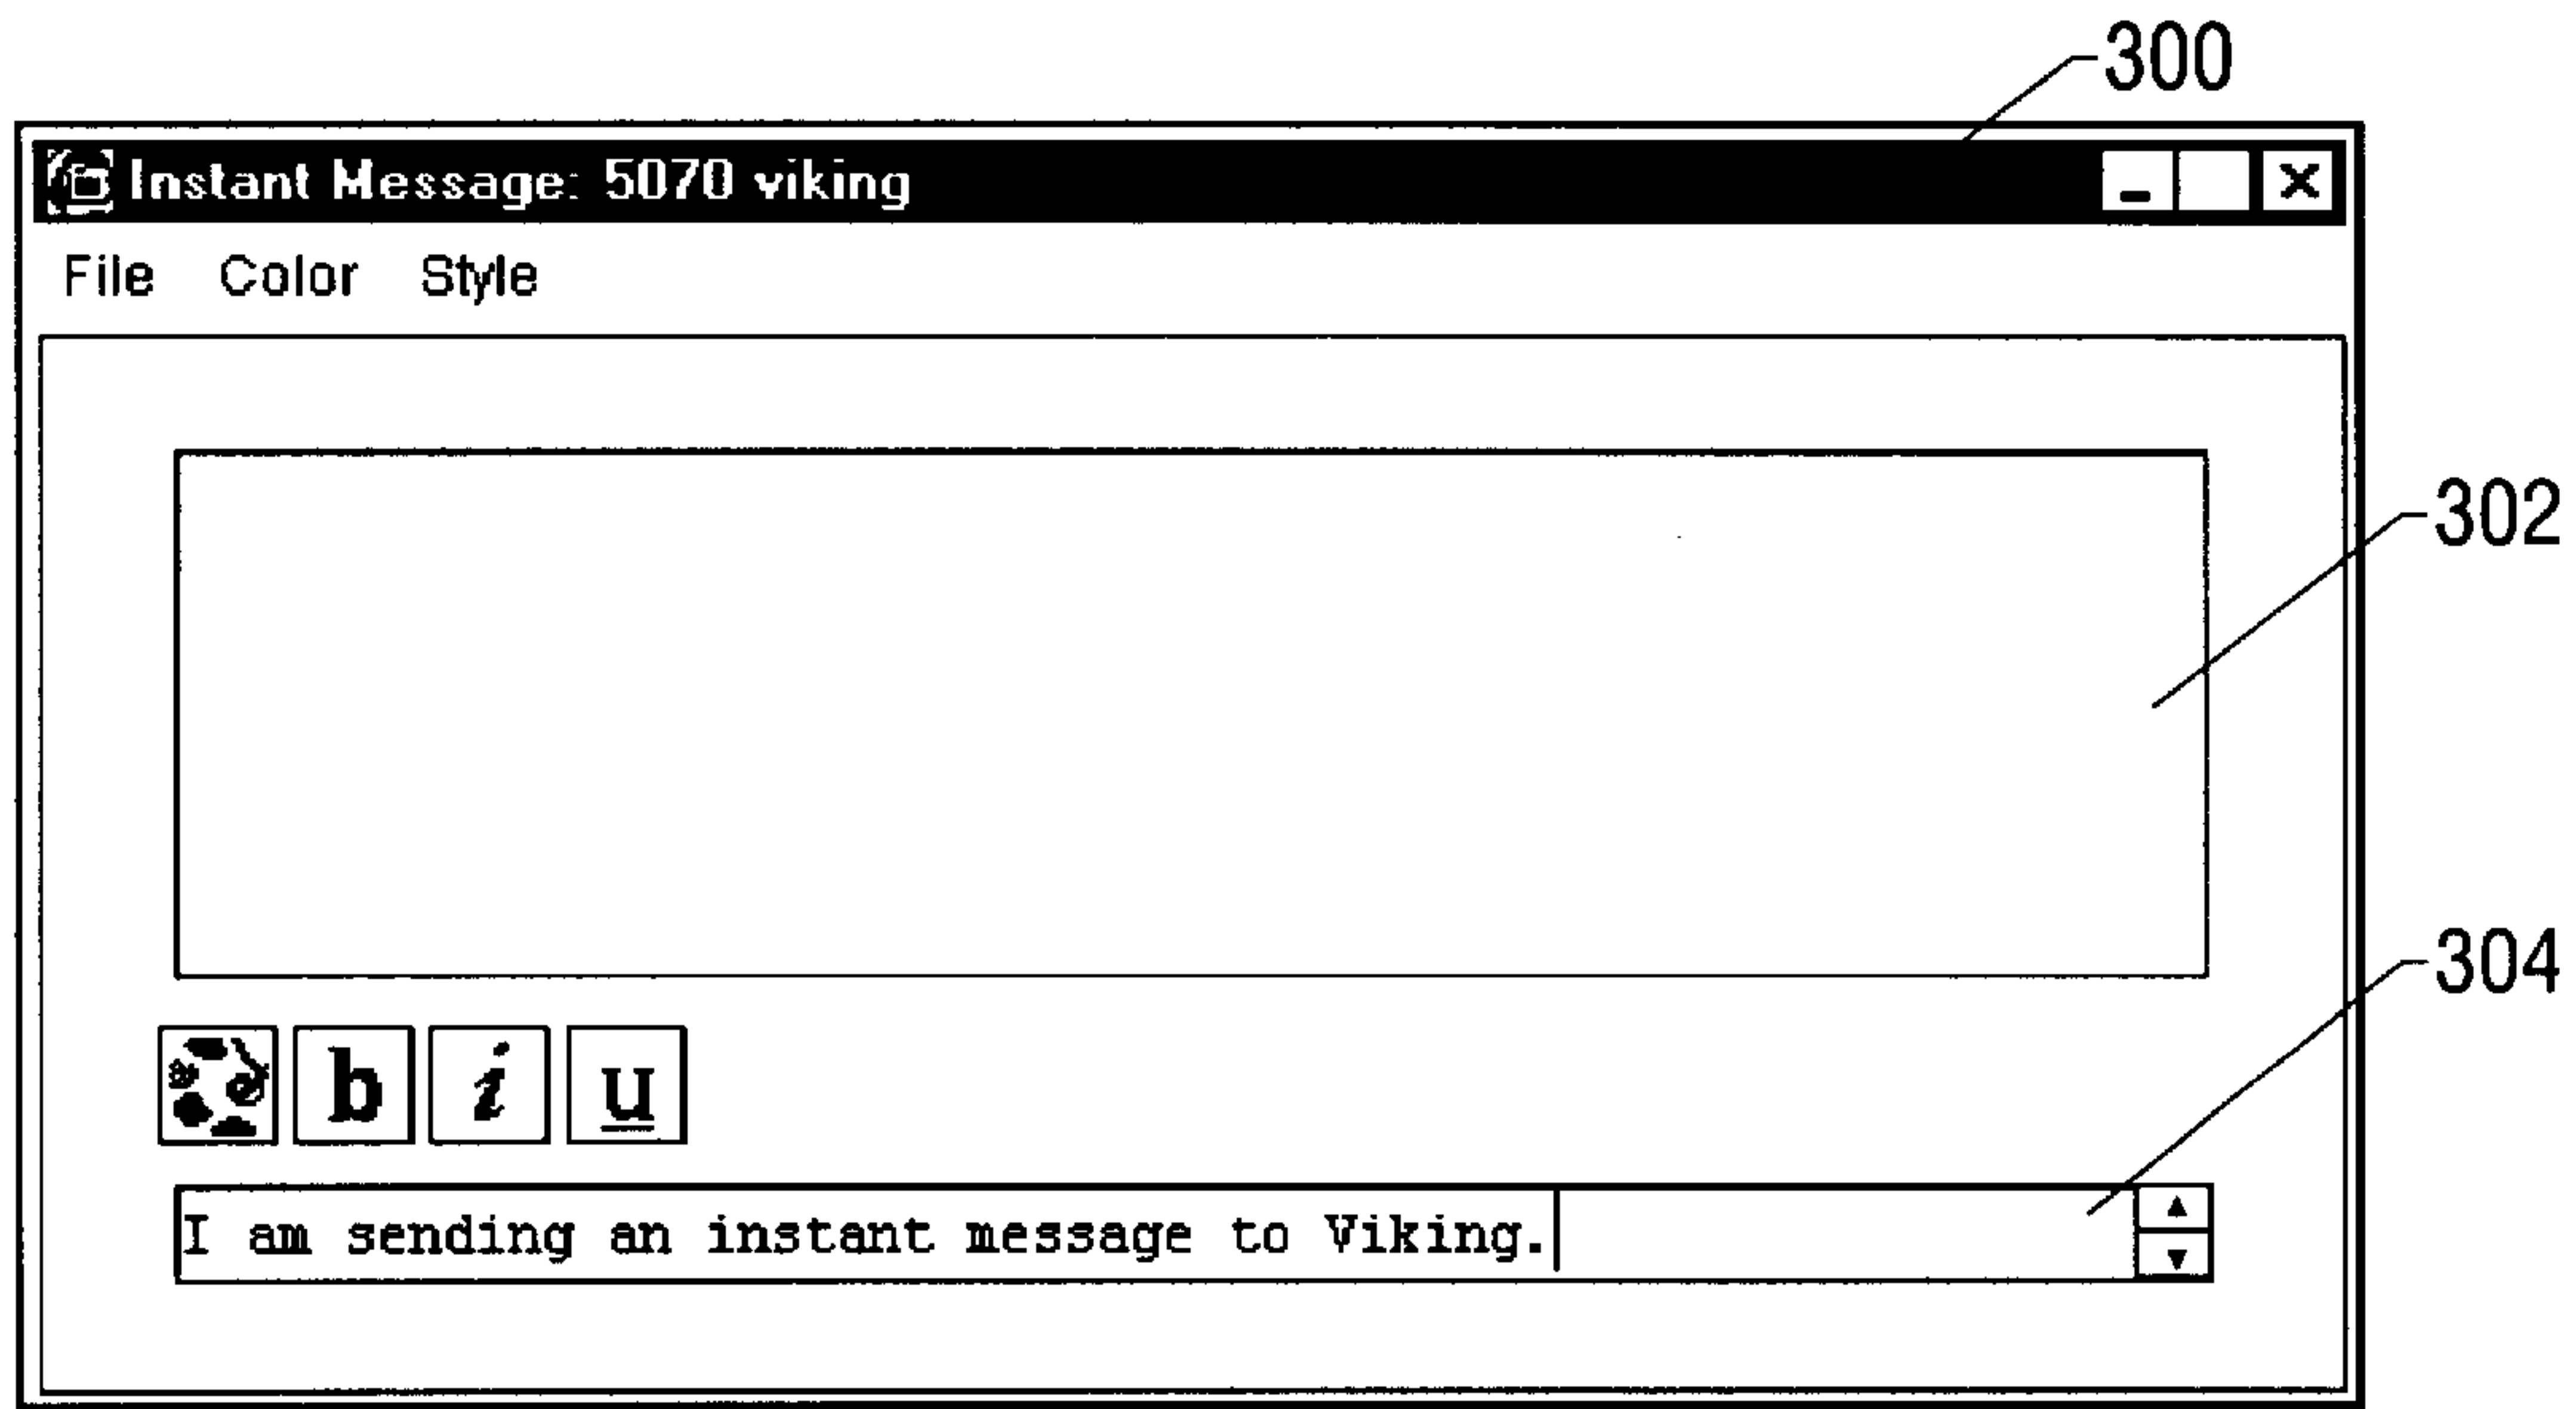 300
Instant Message: 5070 viking
File Color Style
302
304
b i u
I am sending an instant message to Viking.